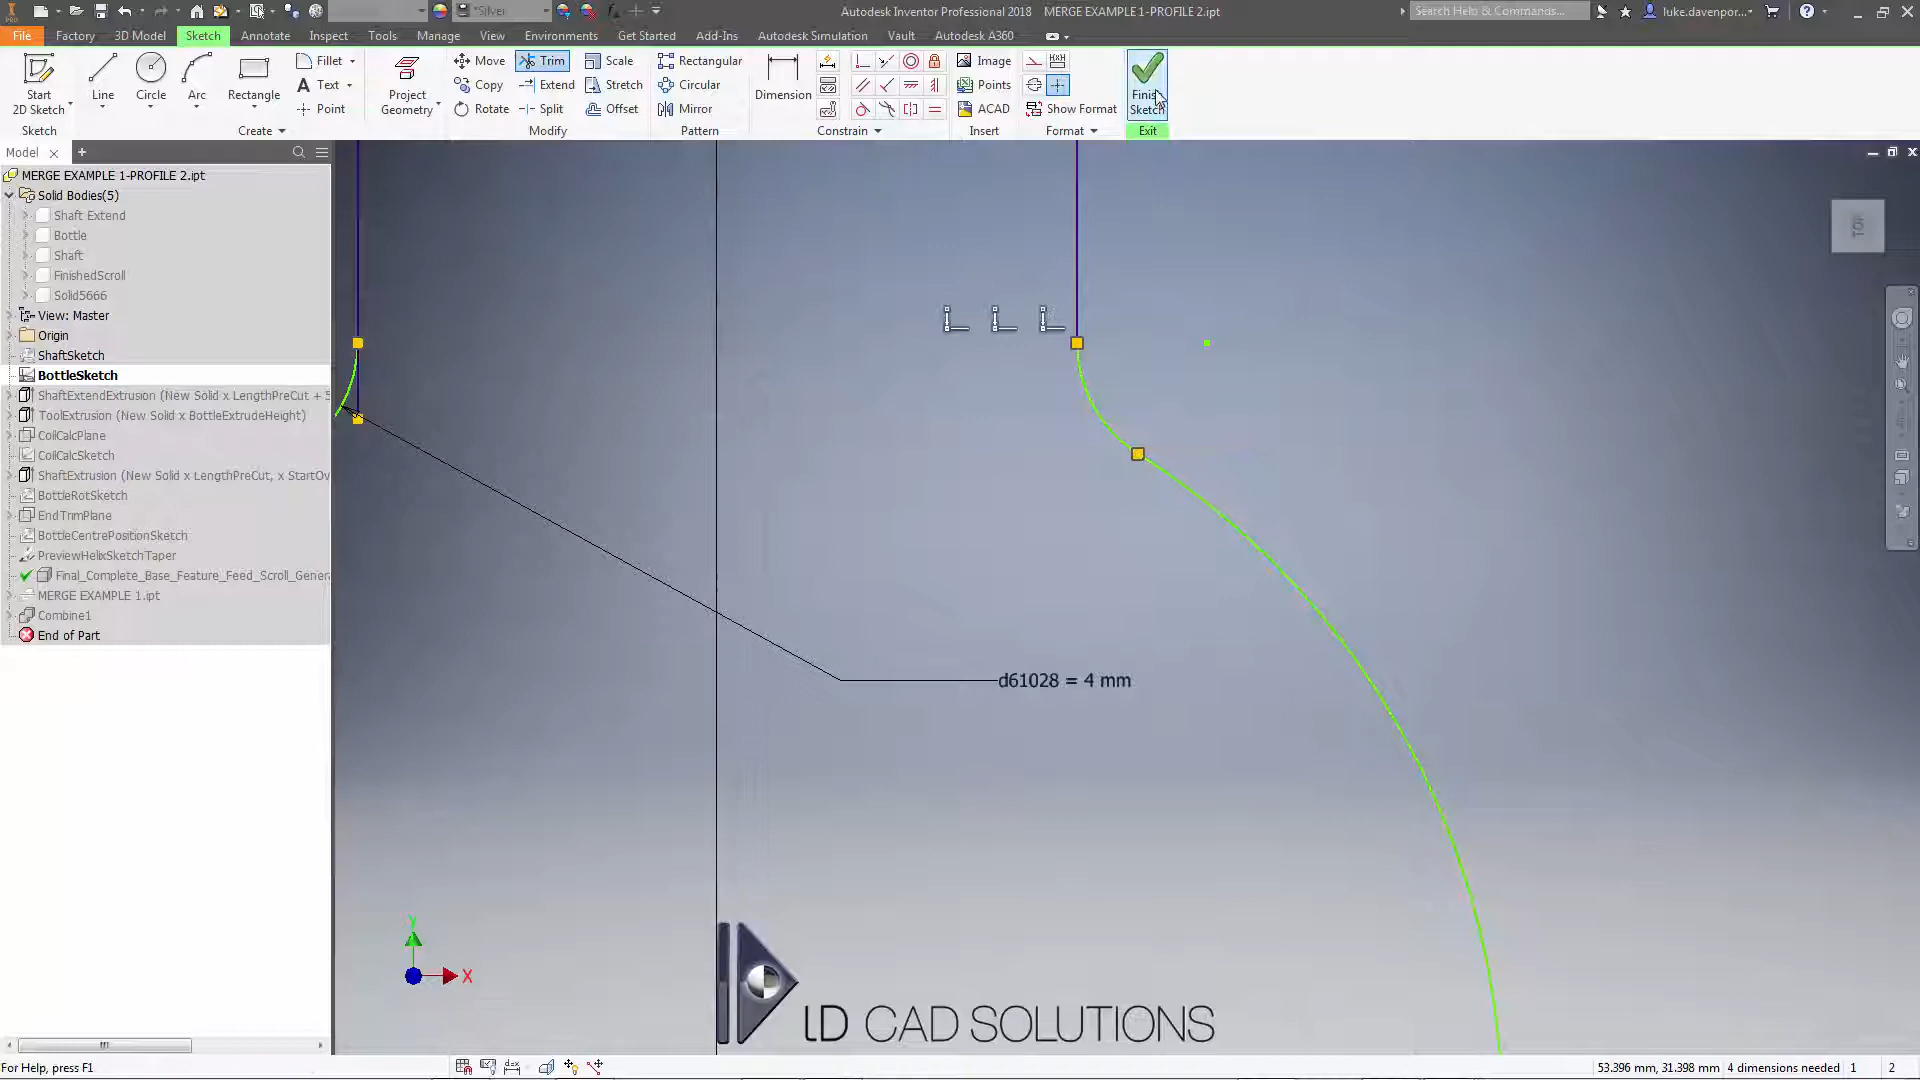 *Silver
Autodesk Inventor Professional 2018 MERGE EXAMPLE 1-PROFILE 2.ipt
Search Help & Commands...
luke.davenpor...
File Factory 3D Model Sketch Annotate Inspect Tools Manage View Environments Get Started Add-Ins Autodesk Simulation Vault Autodesk A360
Start 2D Sketch
Line
Circle
Arc
Rectangle
Fillet
Text
Point
Project Geometry
Move
Copy
Rotate
Trim
Extend
Split
Scale
Stretch
Offset
Rectangular
Circular
Mirror
Dimension
Image
Points
ACAD
Show Format
Finish Sketch
Sketch
Create
Modify
Pattern
Constrain
Insert
Format
Exit
Model
MERGE EXAMPLE 1-PROFILE 2.ipt
Solid Bodies(5)
Shaft Extend
Bottle
Shaft
FinishedScroll
Solid5666
View: Master
Origin
ShaftSketch
BottleSketch
ShaftExtendExtrusion (New Solid x LengthPreCut + 5
ToolExtrusion (New Solid x BottleExtrudeHeight)
CoilCalcPlane
CoilCalcSketch
ShaftExtrusion (New Solid x LengthPreCut, x StartOv
BottleRotSketch
EndTrimPlane
BottleCentrePositionSketch
PreviewHelixSketchTaper
Final_Complete_Base_Feature_Feed_Scroll_Genera
MERGE EXAMPLE 1.ipt
Combine1
End of Part
d61028 = 4 mm
Y
X
LD CAD SOLUTIONS
For Help, press F1
53.396 mm, 31.398 mm 4 dimensions needed 1 2